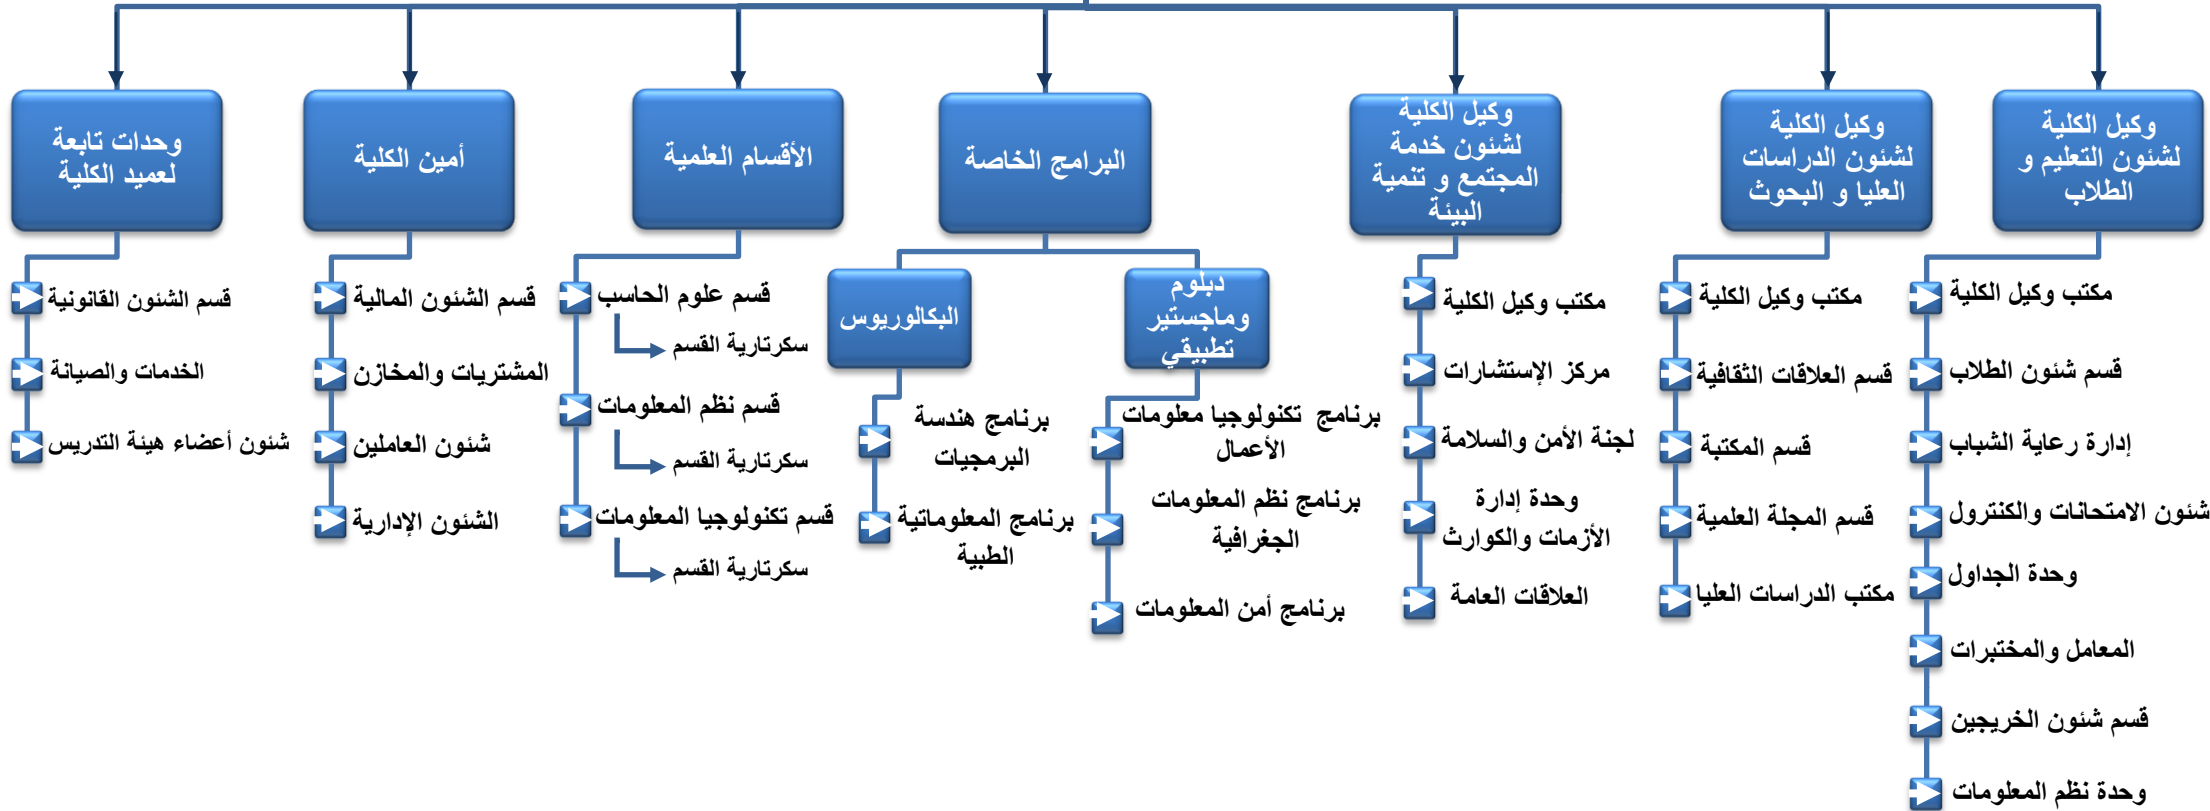 وكيل الكلية
لشئون التعليم و
الطلاب
مكتب وكيل الكلية
قسم شئون الطلاب
إدارة رعاية الشباب
شئون الامتحانات والكنترول
وحدة الجداول
المعامل والمختبرات
قسم شئون الخريجين
وحدة نظم المعلومات
وكيل الكلية
لشئون الدراسات
العليا و البحوث
مكتب وكيل الكلية
قسم العلاقات الثقافية
قسم المكتبة
قسم المجلة العلمية
مكتب الدراسات العليا
وكيل الكلية
لشئون خدمة
المجتمع و تنمية
البيئة
مكتب وكيل الكلية
مركز الإستشارات
لجنة الأمن والسلامة
وحدة إدارة
الأزمات والكوارث
العلاقات العامة
البرامج الخاصة
دبلوم
وماجستير
تطبيقي
برنامج تكنولوجيا معلومات
الأعمال
برنامج نظم المعلومات
الجغرافية
برنامج أمن المعلومات
البكالوريوس
برنامج هندسة
البرمجيات
برنامج المعلوماتية
الطبية
الأقسام العلمية
قسم علوم الحاسب
سكرتارية القسم
قسم نظم المعلومات
سكرتارية القسم
قسم تكنولوجيا المعلومات
سكرتارية القسم
أمين الكلية
قسم الشئون المالية
المشتريات والمخازن
شئون العاملين
الشئون الإدارية
وحدات تابعة
لعميد الكلية
قسم الشئون القانونية
الخدمات والصيانة
شئون أعضاء هيئة التدريس